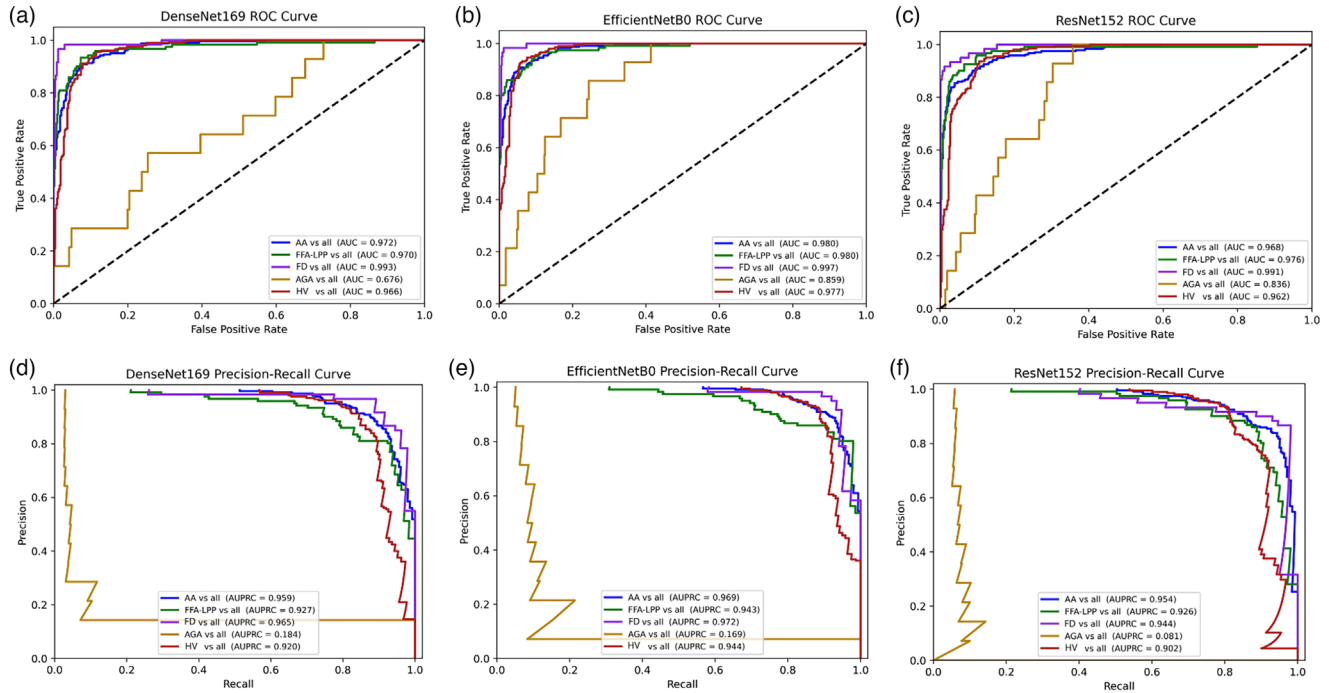 (a)
DenseNet169 ROC Curve
True Positive Rate
1.0
0.8
0.6
0.4
0.2
0.0
AA vs all (AUC = 0.972)
FFA-LPP vs all (AUC = 0.970)
FD vs all (AUC = 0.993)
AGA vs all (AUC = 0.676)
HV vs all (AUC = 0.966)
0.0 0.2 0.4 0.6 0.8 1.0
False Positive Rate
(b)
EfficientNetB0 ROC Curve
True Positive Rate
1.0
0.8
0.6
0.4
0.2
0.0
AA vs all (AUC = 0.980)
FFA-LPP vs all (AUC = 0.980)
FD vs all (AUC = 0.997)
AGA vs all (AUC = 0.859)
HV vs all (AUC = 0.977)
0.0 0.2 0.4 0.6 0.8 1.0
False Positive Rate
(c)
ResNet152 ROC Curve
True Positive Rate
1.0
0.8
0.6
0.4
0.2
0.0
AA vs all (AUC = 0.968)
FFA-LPP vs all (AUC = 0.976)
FD vs all (AUC = 0.991)
AGA vs all (AUC = 0.836)
HV vs all (AUC = 0.962)
0.0 0.2 0.4 0.6 0.8 1.0
False Positive Rate
(d)
DenseNet169 Precision-Recall Curve
Precision
1.0
0.8
0.6
0.4
0.2
0.0
AA vs all (AUPRC = 0.959)
FFA-LPP vs all (AUPRC = 0.927)
FD vs all (AUPRC = 0.965)
AGA vs all (AUPRC = 0.184)
HV vs all (AUPRC = 0.920)
0.0 0.2 0.4 0.6 0.8 1.0
Recall
(e)
EfficientNetB0 Precision-Recall Curve
Precision
1.0
0.8
0.6
0.4
0.2
0.0
AA vs all (AUPRC = 0.969)
FFA-LPP vs all (AUPRC = 0.943)
FD vs all (AUPRC = 0.972)
AGA vs all (AUPRC = 0.169)
HV vs all (AUPRC = 0.944)
0.0 0.2 0.4 0.6 0.8 1.0
Recall
(f)
ResNet152 Precision-Recall Curve
Precision
1.0
0.8
0.6
0.4
0.2
0.0
AA vs all (AUPRC = 0.954)
FFA-LPP vs all (AUPRC = 0.926)
FD vs all (AUPRC = 0.944)
AGA vs all (AUPRC = 0.081)
HV vs all (AUPRC = 0.902)
0.0 0.2 0.4 0.6 0.8 1.0
Recall